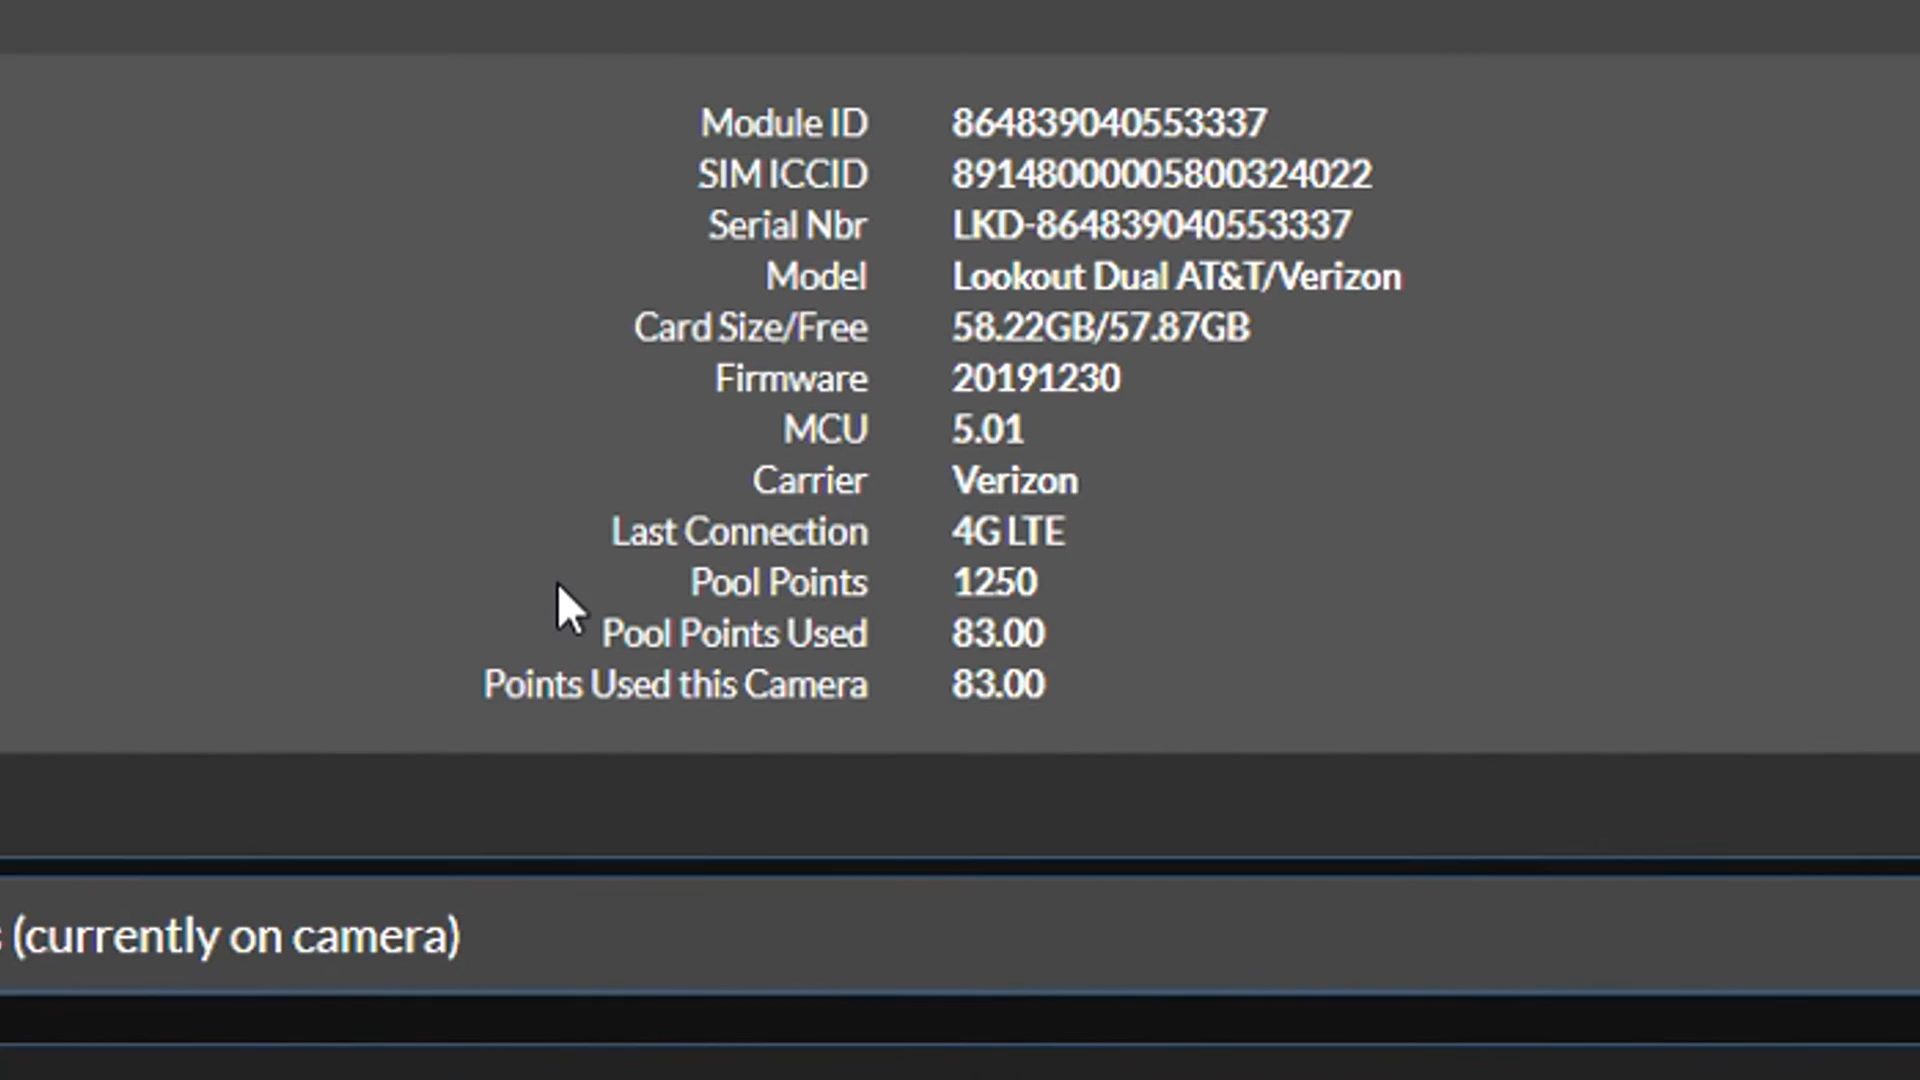 Module ID 864839040553337
SIM ICCID 89148000005800324022
Serial Nbr LKD-864839040553337
Model Lookout Dual AT&T/Verizon
Card Size/Free 58.22GB/57.87GB
Firmware 20191230
MCU 5.01
Carrier Verizon
Last Connection 4G LTE
Pool Points 1250
Pool Points Used 83.00
Points Used this Camera 83.00
(currently on camera)